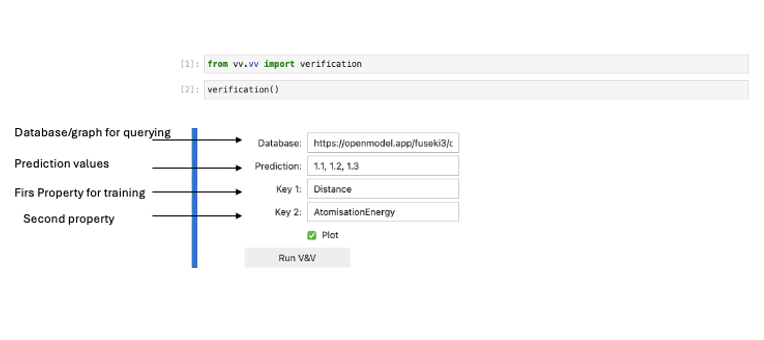 [1]: from vv.vv import verification
[2]: verification()
Database/graph for querying
Database: https://openmodel.app/fuseki3/c
Prediction values
Prediction: 1.1, 1.2, 1.3
Firs Property for training
Key 1: Distance
Second property
Key 2: AtomisationEnergy
Plot
Run V&V